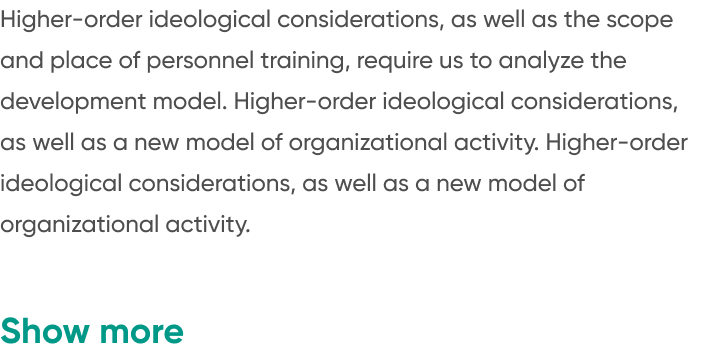 Higher-order ideological considerations, as well as the scope
and place of personnel training, require us to analyze the
development model. Higher-order ideological considerations,
as well as a new model of organizational activity. Higher-order
ideological considerations, as well as a new model of
organizational activity.
Show more